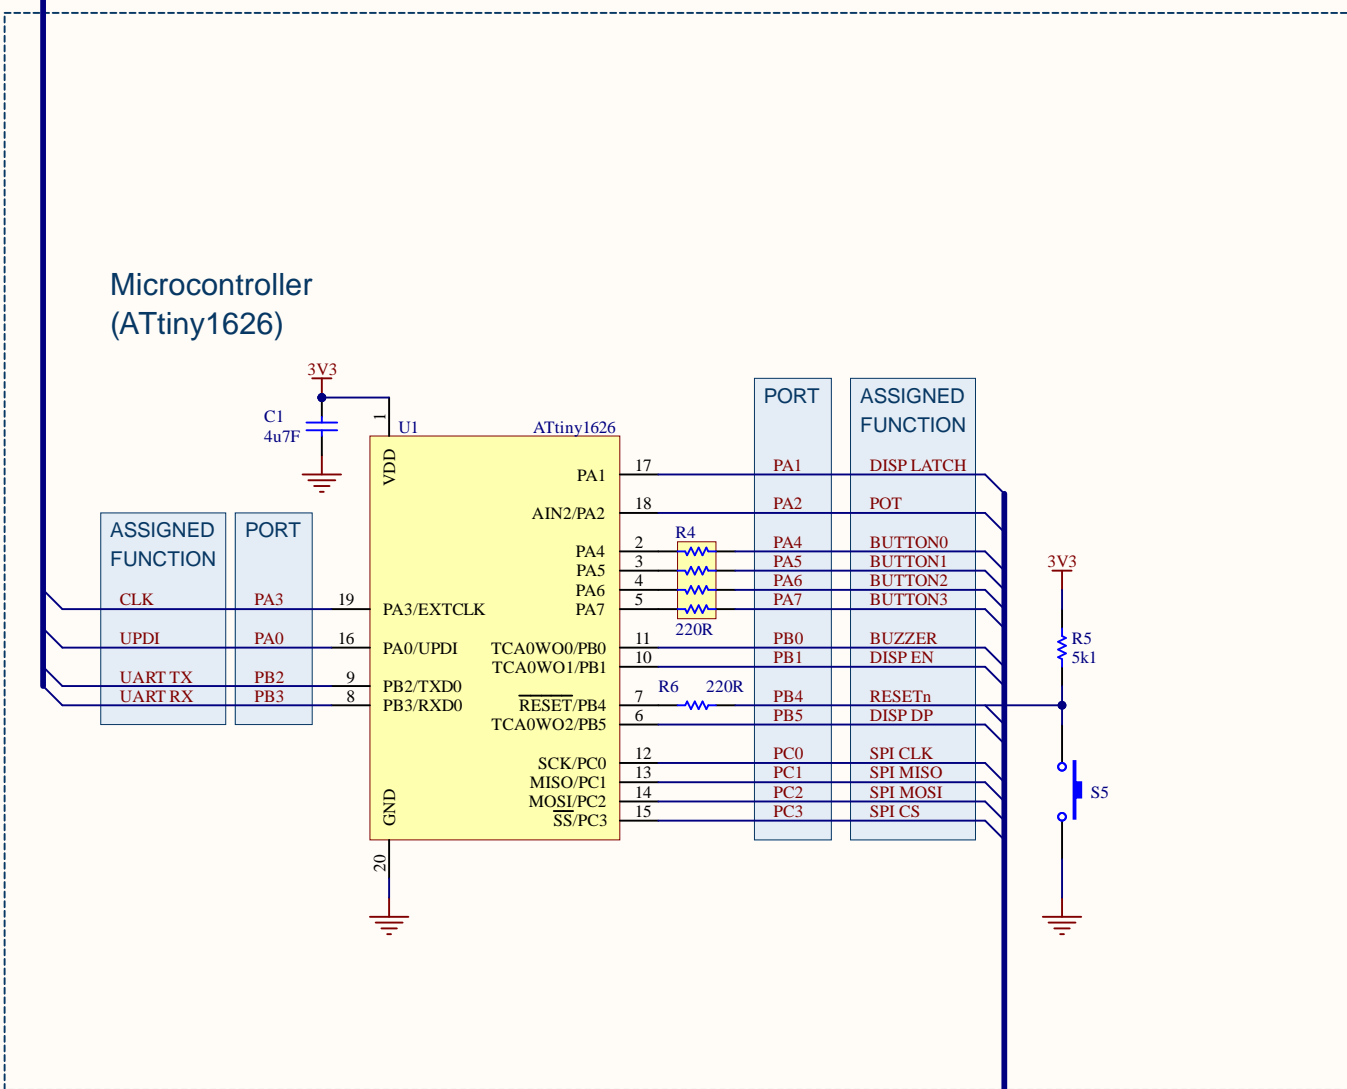 Microcontroller
(ATtiny1626)
3V3
C1
4u7F
1
U1
ATtiny1626
VDD
PORT
ASSIGNED
FUNCTION
PA1
17
PA1
DISP LATCH
AIN2/PA2
18
PA2
POT
R4
PA4
2
PA4
BUTTON0
PA5
3
PA5
BUTTON1
PA6
4
PA6
BUTTON2
PA7
5
PA7
BUTTON3
220R
ASSIGNED
FUNCTION
PORT
CLK
PA3
19
PA3/EXTCLK
UPDI
PA0
16
PA0/UPDI
UART TX
PB2
9
PB2/TXD0
UART RX
PB3
8
PB3/RXD0
TCA0WO0/PB0
11
PB0
BUZZER
TCA0WO1/PB1
10
PB1
DISP EN
R6
220R
RESET/PB4
7
PB4
RESETn
TCA0WO2/PB5
6
PB5
DISP DP
SCK/PC0
12
PC0
SPI CLK
MISO/PC1
13
PC1
SPI MISO
MOSI/PC2
14
PC2
SPI MOSI
SS/PC3
15
PC3
SPI CS
GND
20
3V3
R5
5k1
S5